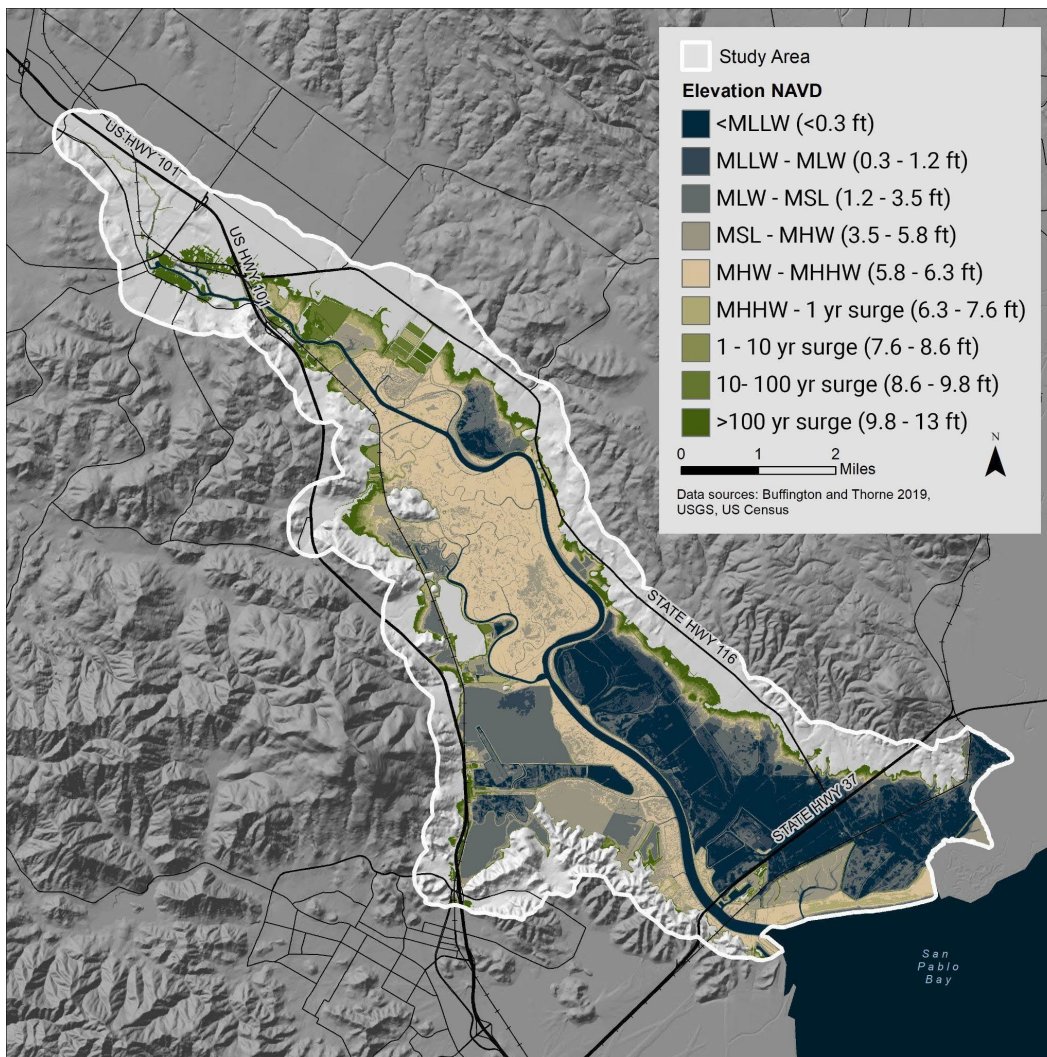 Study Area
Elevation NAVD
<MLLW (<0.3 ft)
MLLW - MLW (0.3 - 1.2 ft)
MLW - MSL (1.2 - 3.5 ft)
MSL - MHW (3.5 - 5.8 ft)
MHW - MHHW (5.8 - 6.3 ft)
MHHW - 1 yr surge (6.3 - 7.6 ft)
1 - 10 yr surge (7.6 - 8.6 ft)
10- 100 yr surge (8.6 - 9.8 ft)
>100 yr surge (9.8 - 13 ft)
N
0 1 2
Miles
Data sources: Buffington and Thorne 2019,
USGS, US Census
US HWY 101
US HWY 101
STATE HWY 116
STATE HWY 37
San
Pablo
Bay